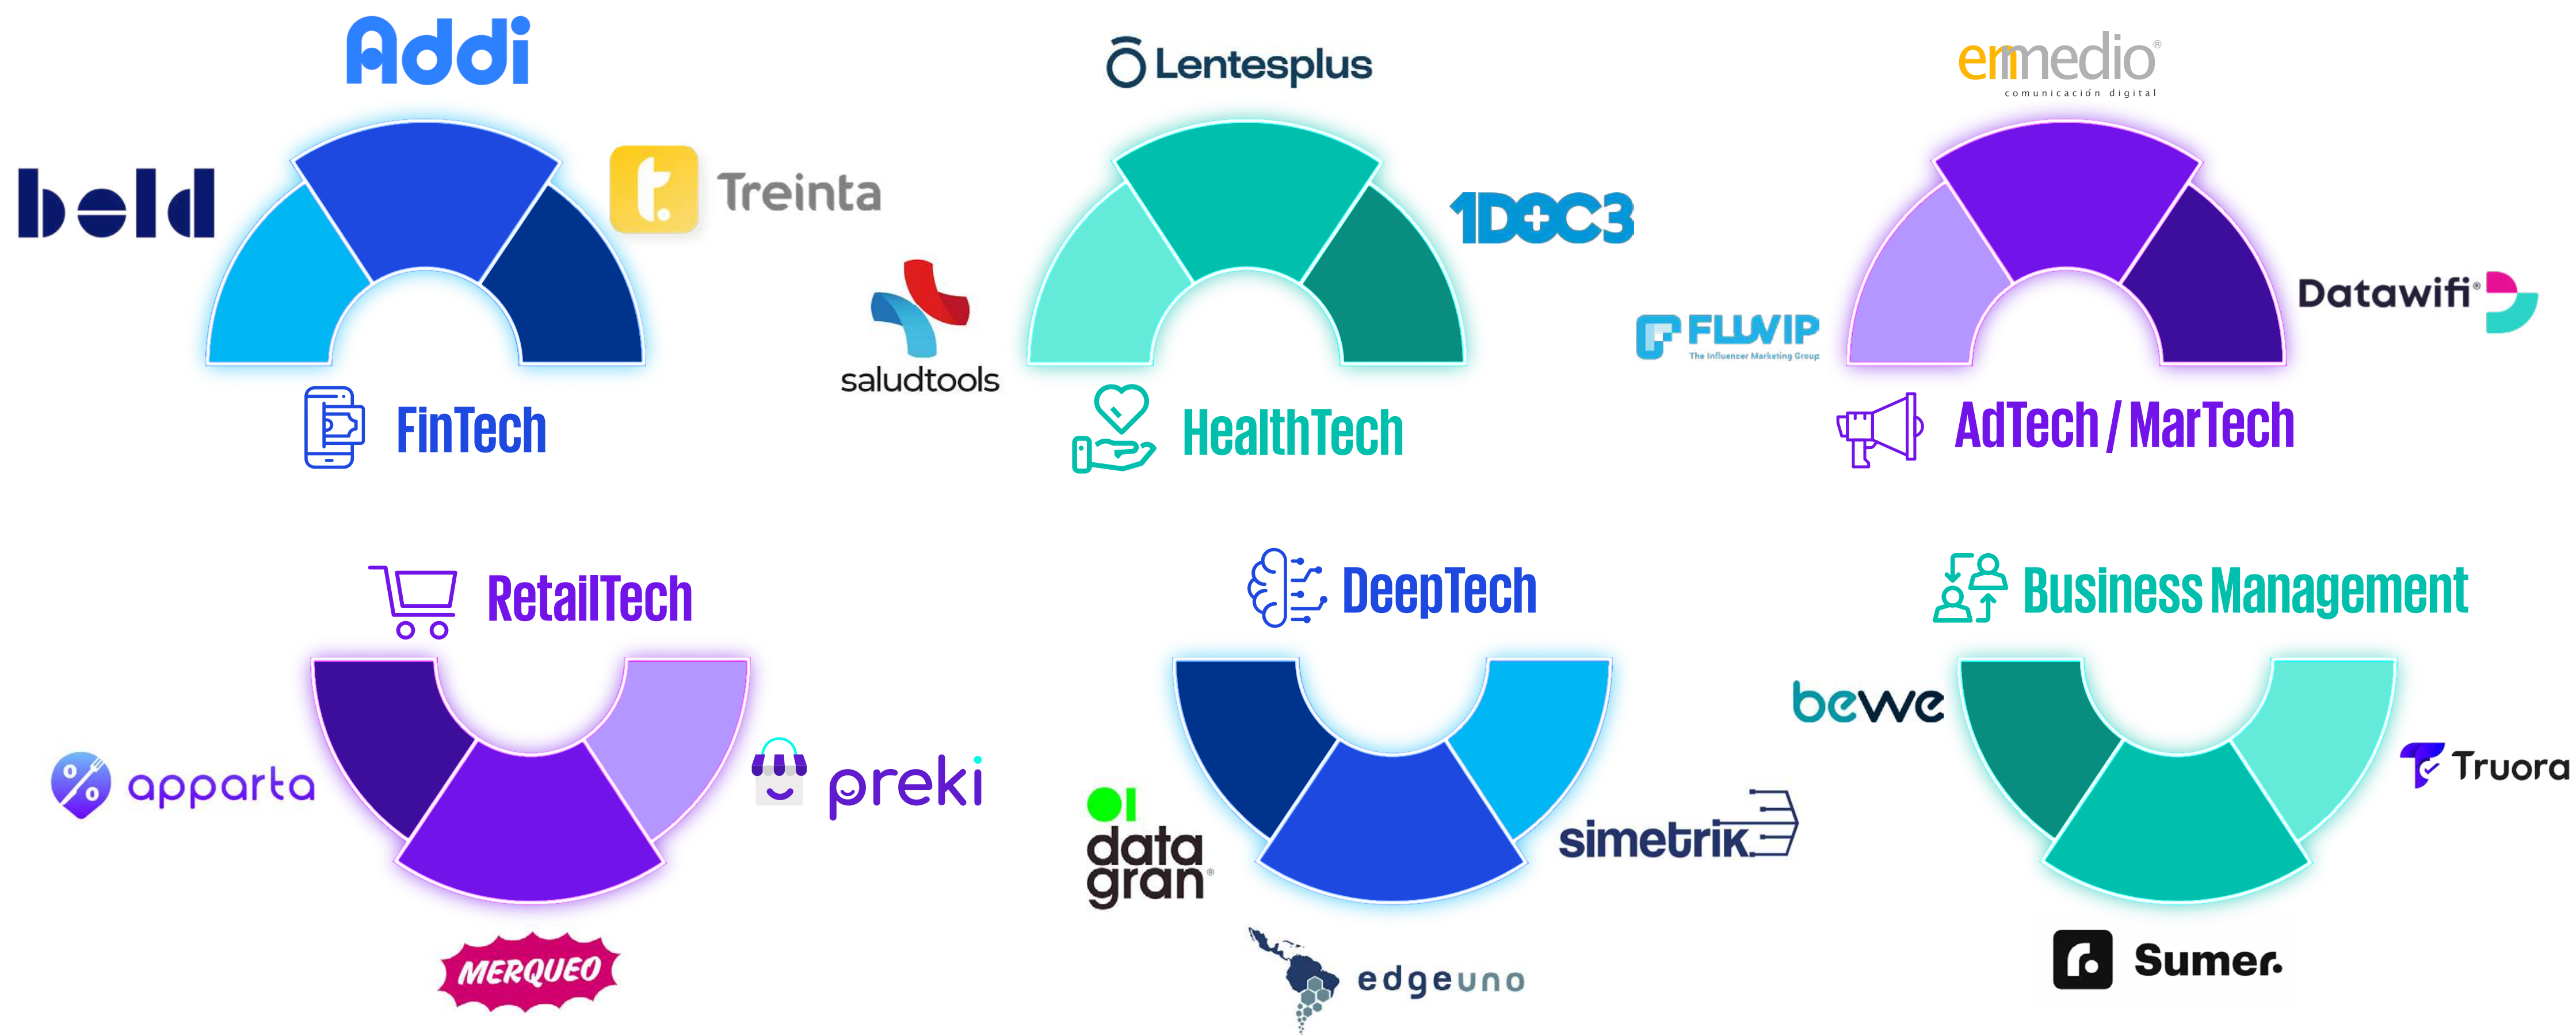 Addi
bold
Treinta
FinTech
Lentesplus
1DOC3
saludtools
HealthTech
enmedio®
comunicación digital
FLUVIP
The Influencer Marketing Group
Datawifi®
AdTech / MarTech
RetailTech
apparta
preki
MERQUEO
DeepTech
data
gran®
simetrik
edgeuno
Business Management
bewe
Truora
Sumer.